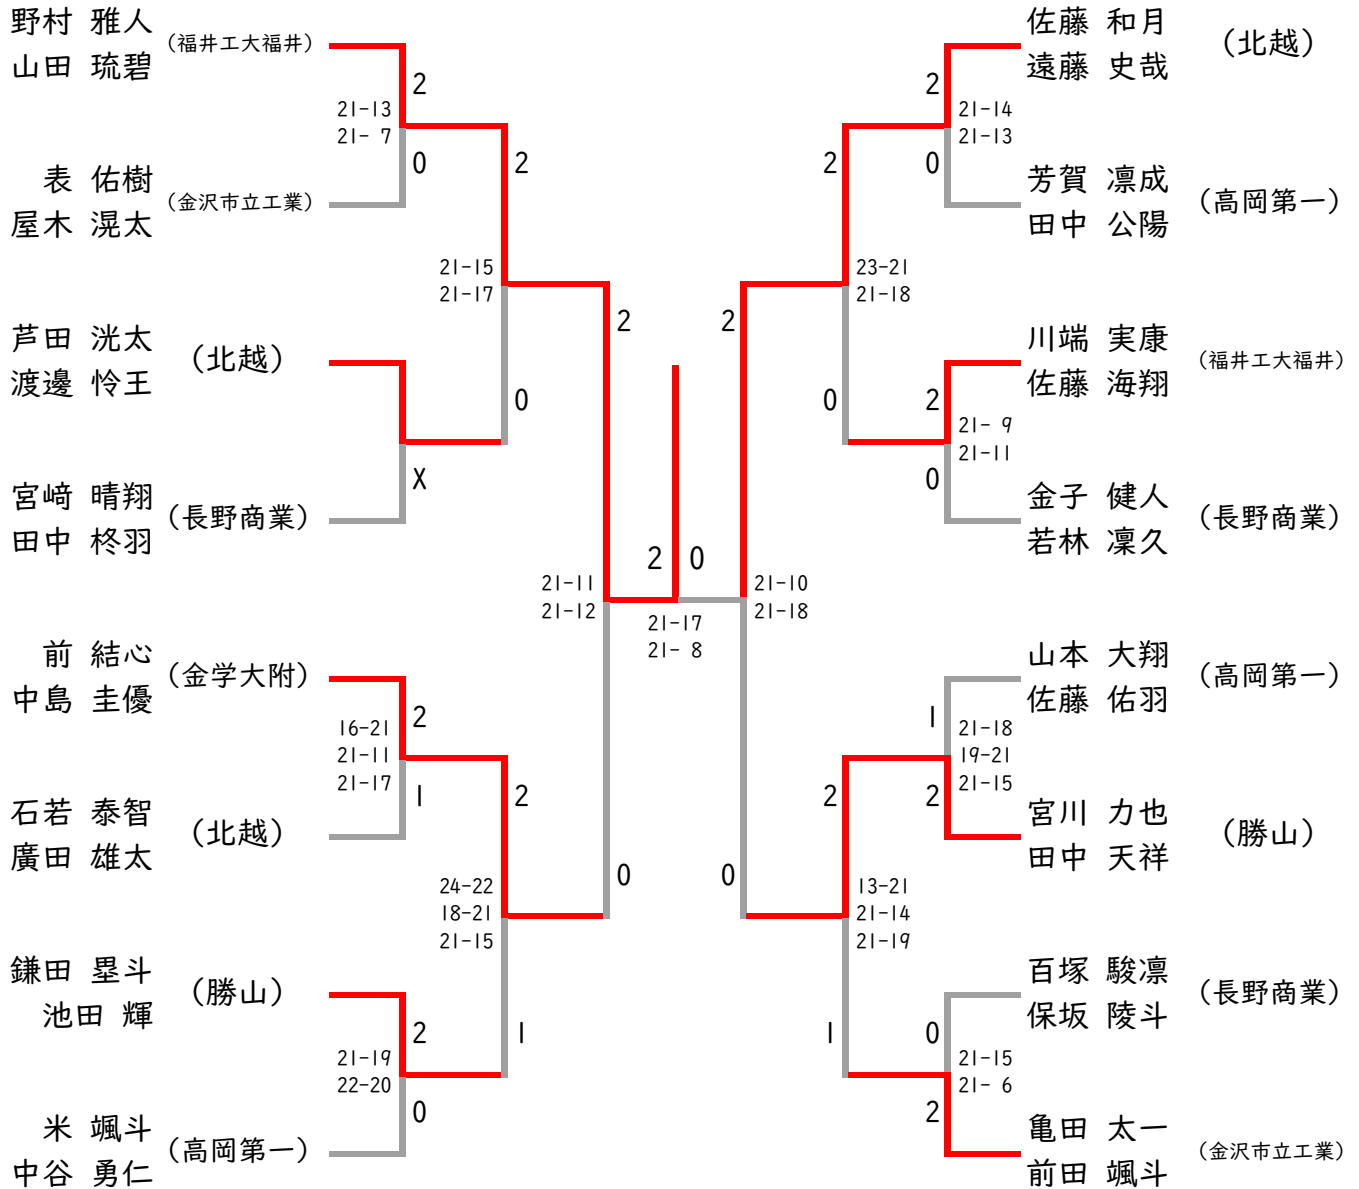 野村 雅人
山田 琉碧
(福井工大福井)
2
21-13
21- 7
0
表 佑樹
屋木 滉太
(金沢市立工業)
2
21-15
21-17
0
芦田 洸太
渡邊 怜王
(北越)
X
宮﨑 晴翔
田中 柊羽
(長野商業)
2
21-11
21-12
0
前 結心
中島 圭優
(金学大附)
2
16-21
21-11
21-17
1
石若 泰智
廣田 雄太
(北越)
2
24-22
18-21
21-15
1
鎌田 塁斗
池田 輝
(勝山)
2
21-19
22-20
0
米 颯斗
中谷 勇仁
(高岡第一)
2 0
21-17
21- 8
佐藤 和月
遠藤 史哉
(北越)
2
21-14
21-13
0
芳賀 凛成
田中 公陽
(高岡第一)
2
23-21
21-18
0
川端 実康
佐藤 海翔
(福井工大福井)
2
21- 9
21-11
0
金子 健人
若林 凜久
(長野商業)
2
21-10
21-18
0
山本 大翔
佐藤 佑羽
(高岡第一)
1
21-18
19-21
21-15
2
宮川 力也
田中 天祥
(勝山)
2
13-21
21-14
21-19
1
百塚 駿凛
保坂 陵斗
(長野商業)
0
21-15
21- 6
2
亀田 太一
前田 颯斗
(金沢市立工業)